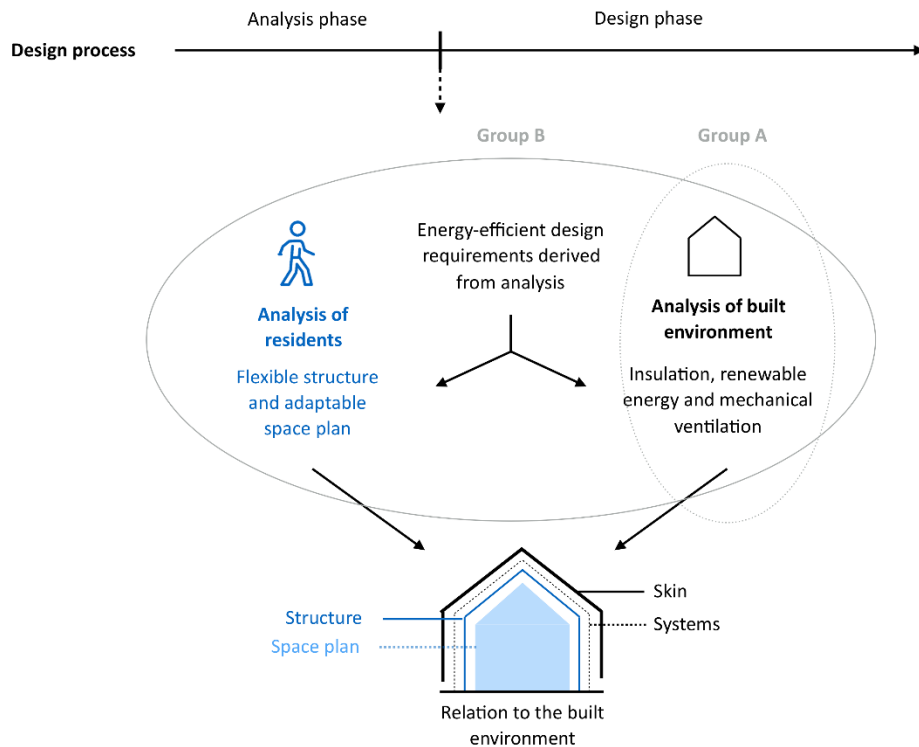 Analysis phase
Design phase
Design process
Group B
Group A
Energy-efficient design
requirements derived
from analysis
Analysis of
residents
Flexible structure
and adaptable
space plan
Analysis of built
environment
Insulation, renewable
energy and mechanical
ventilation
Structure
Space plan
Skin
Systems
Relation to the built
environment